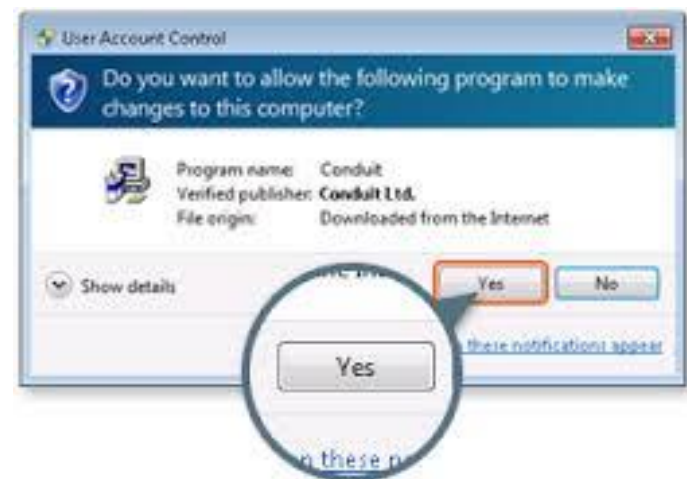 User Account Control
Do you want to allow the following program to make
changes to this computer?
Program name: Conduit
Verified publisher: Conduit Ltd.
File origin: Downloaded from the Internet
Show details
Yes
No
these notifications appear
Yes
these